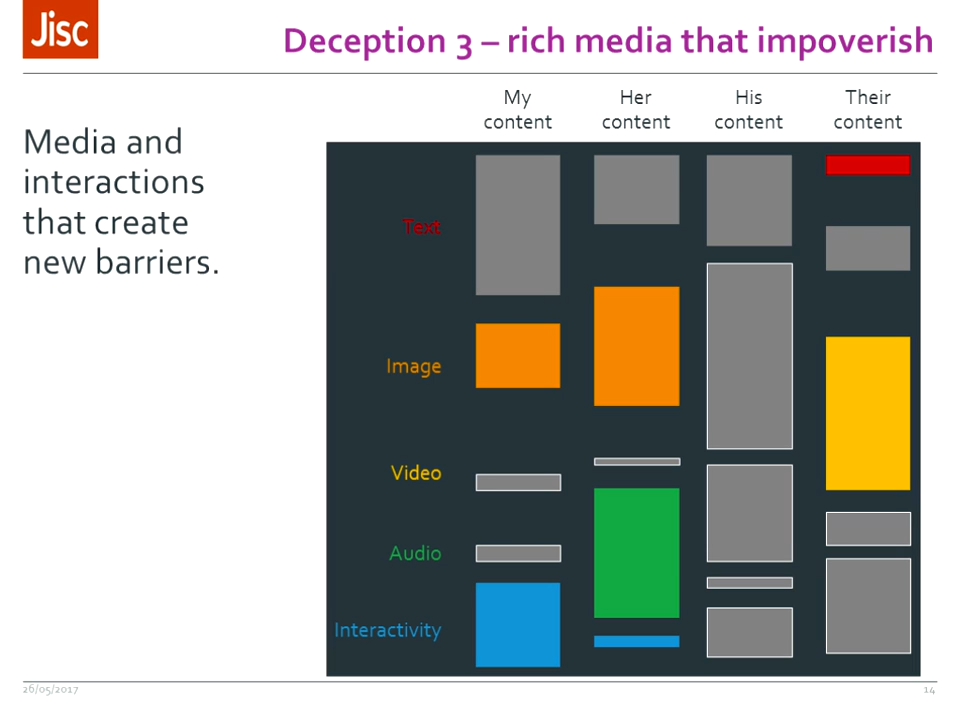 Jisc
Deception 3 – rich media that impoverish
Media and
interactions
that create
new barriers.
My
content
Her
content
His
content
Their
content
Text
Image
Video
Audio
Interactivity
26/05/2017
14